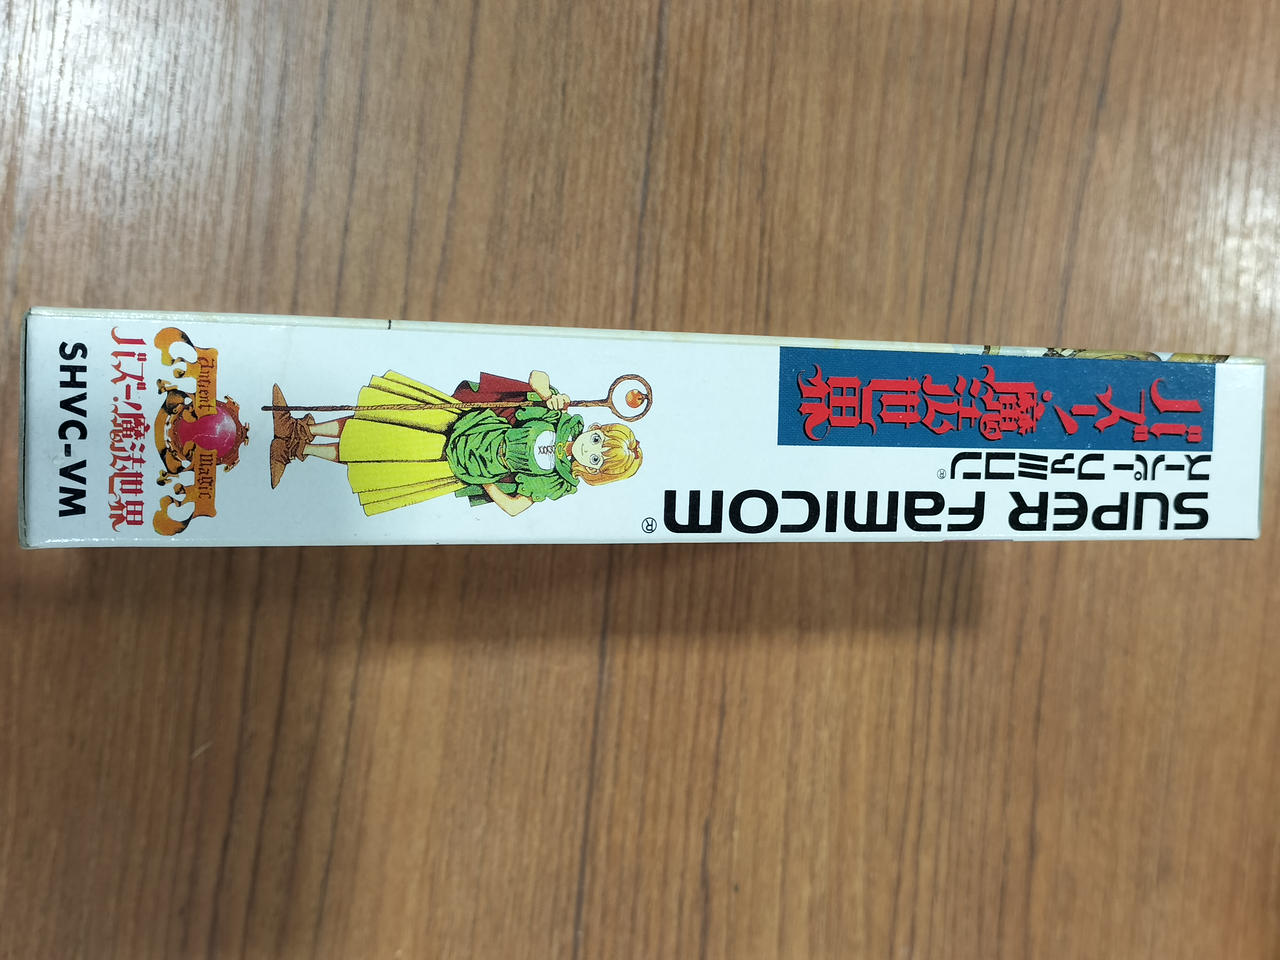 SUPER Famicom®
スーパーファミコン®
バズー!魔法世界
Ancient Magic
バズー!魔法世界
SHVC-VM